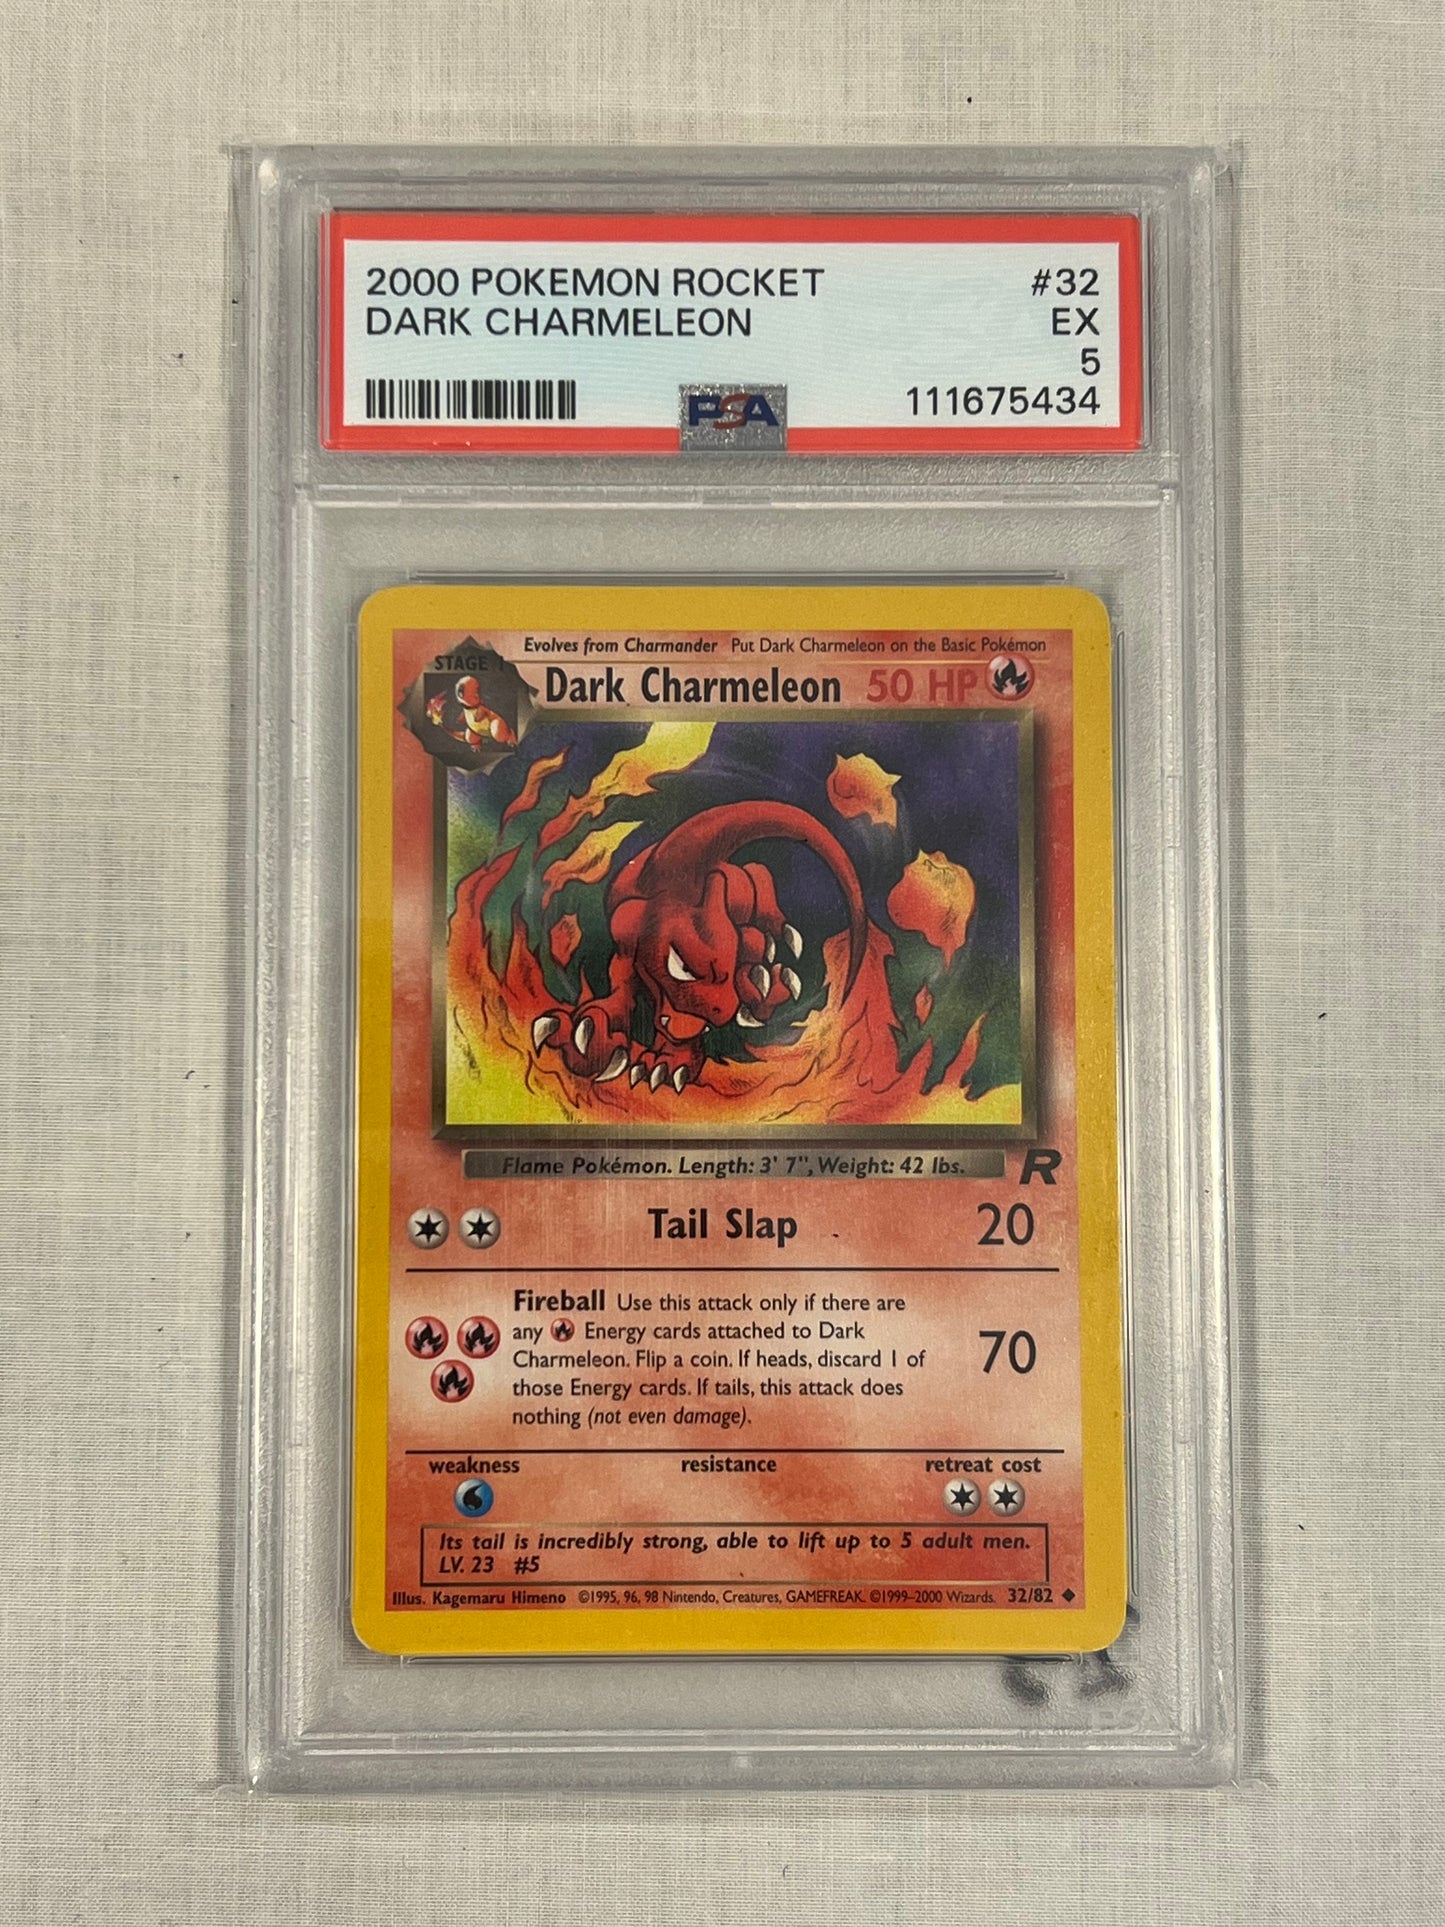 2000 POKEMON ROCKET #32
DARK CHARMELEON EX
5
PSA 111675434
Evolves from Charmander Put Dark Charmeleon on the Basic Pokémon
STAGE 1
Dark Charmeleon 50 HP
Flame Pokémon. Length: 3' 7", Weight: 42 lbs. R
Tail Slap 20
Fireball Use this attack only if there are
any Energy cards attached to Dark
Charmeleon. Flip a coin. If heads, discard 1 of
those Energy cards. If tails, this attack does
nothing (not even damage).
70
weakness resistance retreat cost
Its tail is incredibly strong, able to lift up to 5 adult men.
LV. 23 #5
Illus. Kagemaru Himeno ©1995, 96, 98 Nintendo, Creatures, GAMEFREAK. ©1999–2000 Wizards. 32/82
PSA